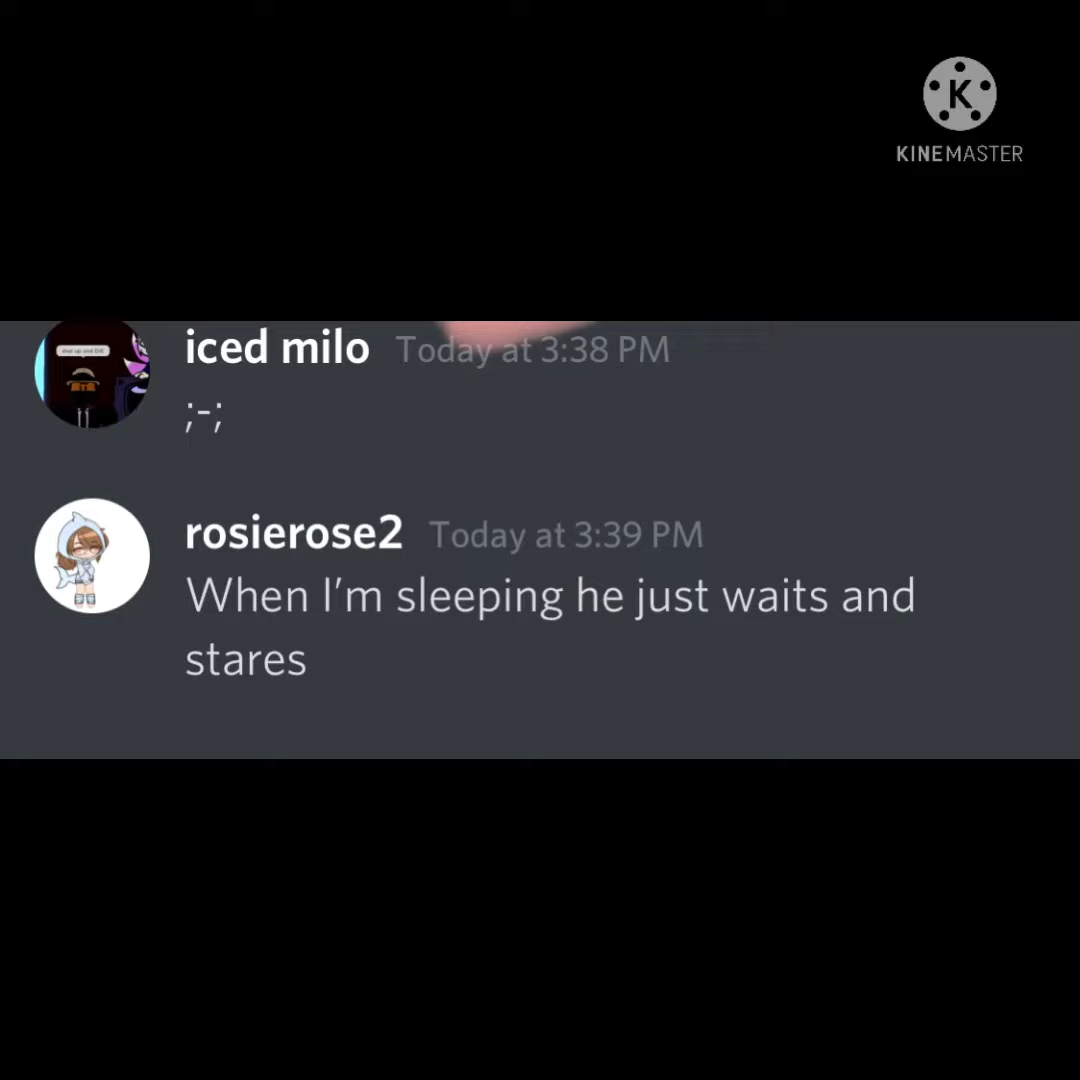 K
KINEMASTER
iced milo Today at 3:38 PM
;-;
rosierose2 Today at 3:39 PM
When I'm sleeping he just waits and
stares